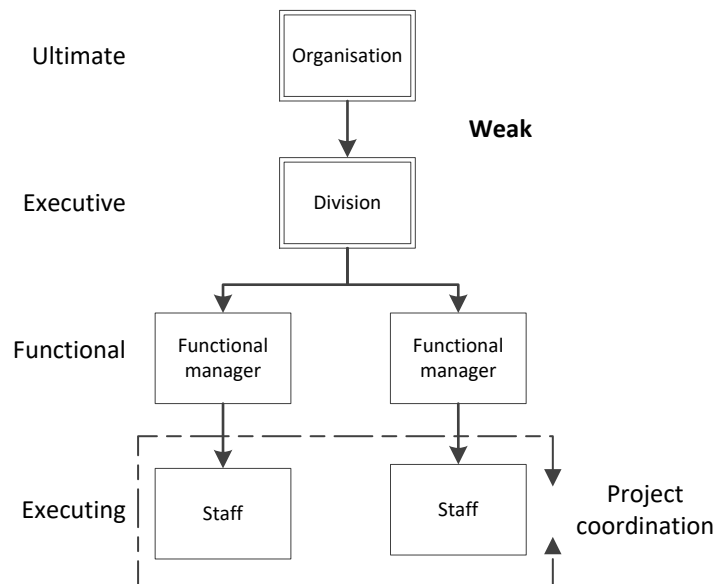 Ultimate
Organisation
Weak
Executive
Division
Functional
Functional
manager
Functional
manager
Executing
Staff
Staff
Project
coordination